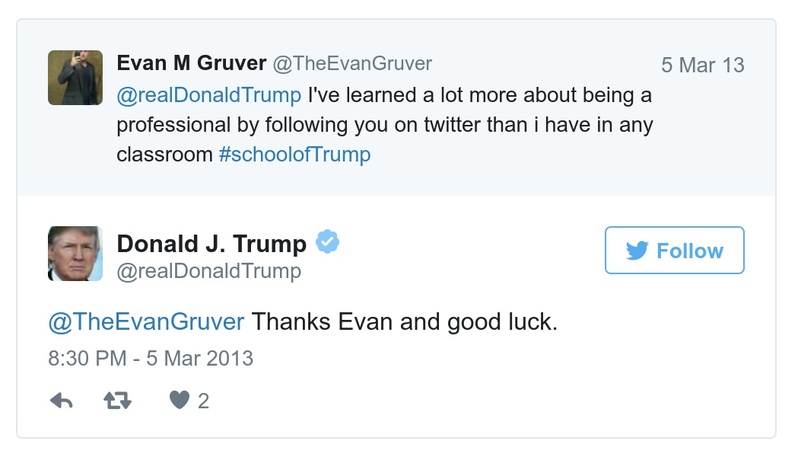 Evan M Gruver @TheEvanGruver 5 Mar 13
@realDonaldTrump I've learned a lot more about being a
professional by following you on twitter than i have in any
classroom #schoolofTrump
Donald J. Trump
@realDonaldTrump
Follow
@TheEvanGruver Thanks Evan and good luck.
8:30 PM - 5 Mar 2013
2